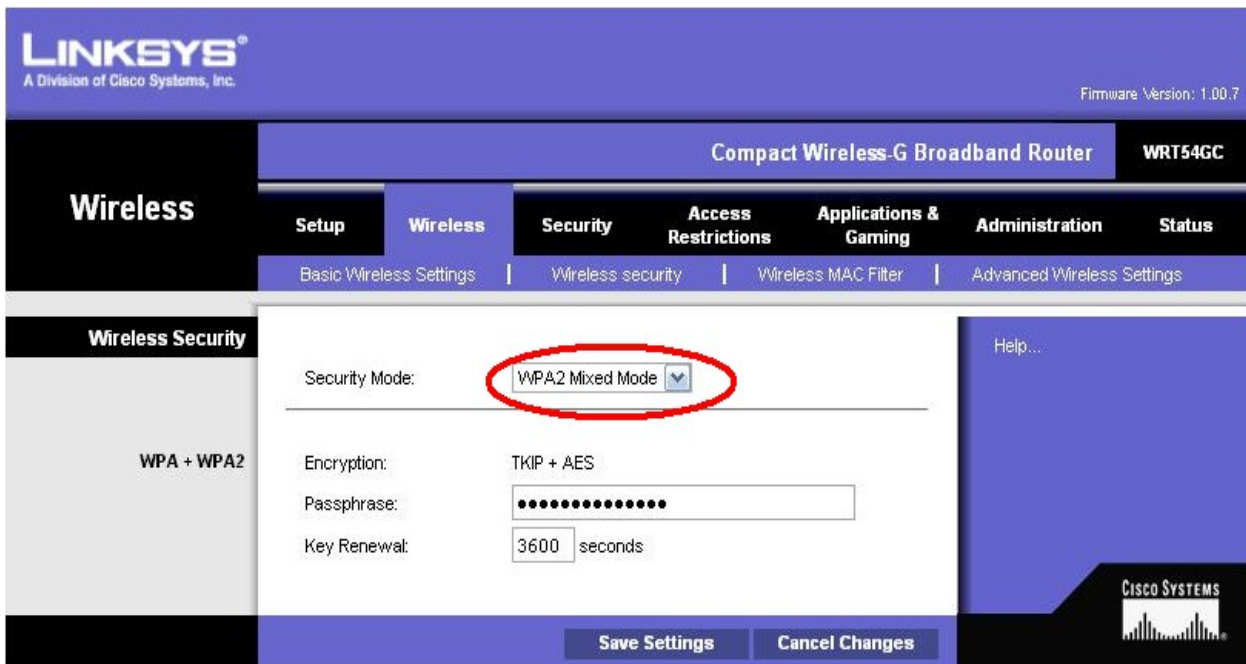 LINKSYS®
A Division of Cisco Systems, Inc.
Firmware Version: 1.00.7
Compact Wireless-G Broadband Router WRT54GC
Wireless
Setup Wireless Security Access Restrictions Applications & Gaming Administration Status
Basic Wireless Settings | Wireless security | Wireless MAC Filter | Advanced Wireless Settings
Wireless Security
Help...
Security Mode: WPA2 Mixed Mode
WPA + WPA2
Encryption: TKIP + AES
Passphrase: ••••••••••••••
Key Renewal: 3600 seconds
CISCO SYSTEMS
Save Settings Cancel Changes